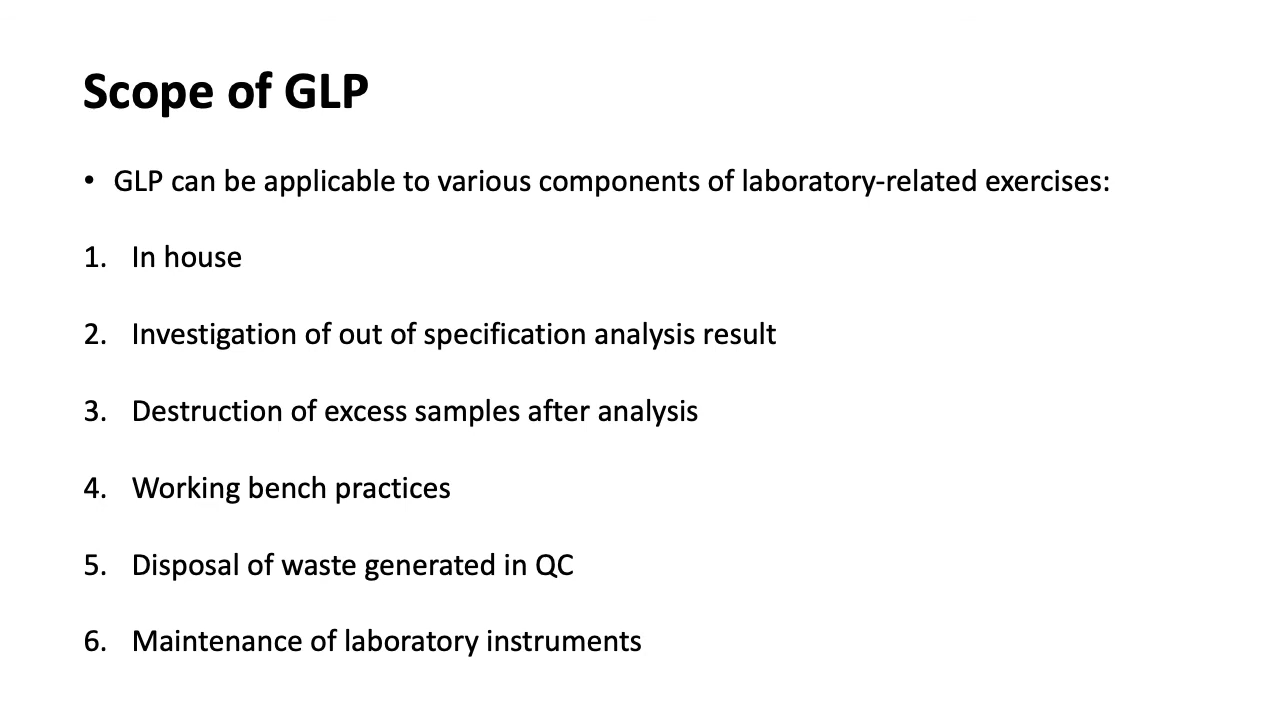 Scope of GLP
• GLP can be applicable to various components of laboratory-related exercises:
1. In house
2. Investigation of out of specification analysis result
3. Destruction of excess samples after analysis
4. Working bench practices
5. Disposal of waste generated in QC
6. Maintenance of laboratory instruments